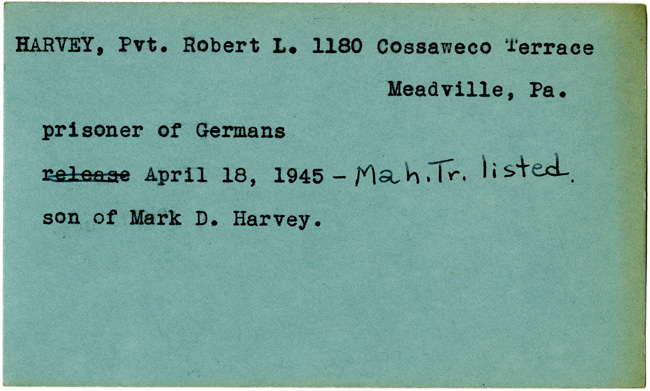 HARVEY, Pvt. Robert L. 1180 Cossaweco Terrace
Meadville, Pa.
prisoner of Germans
release April 18, 1945 - Mah. Tr. listed.
son of Mark D. Harvey.